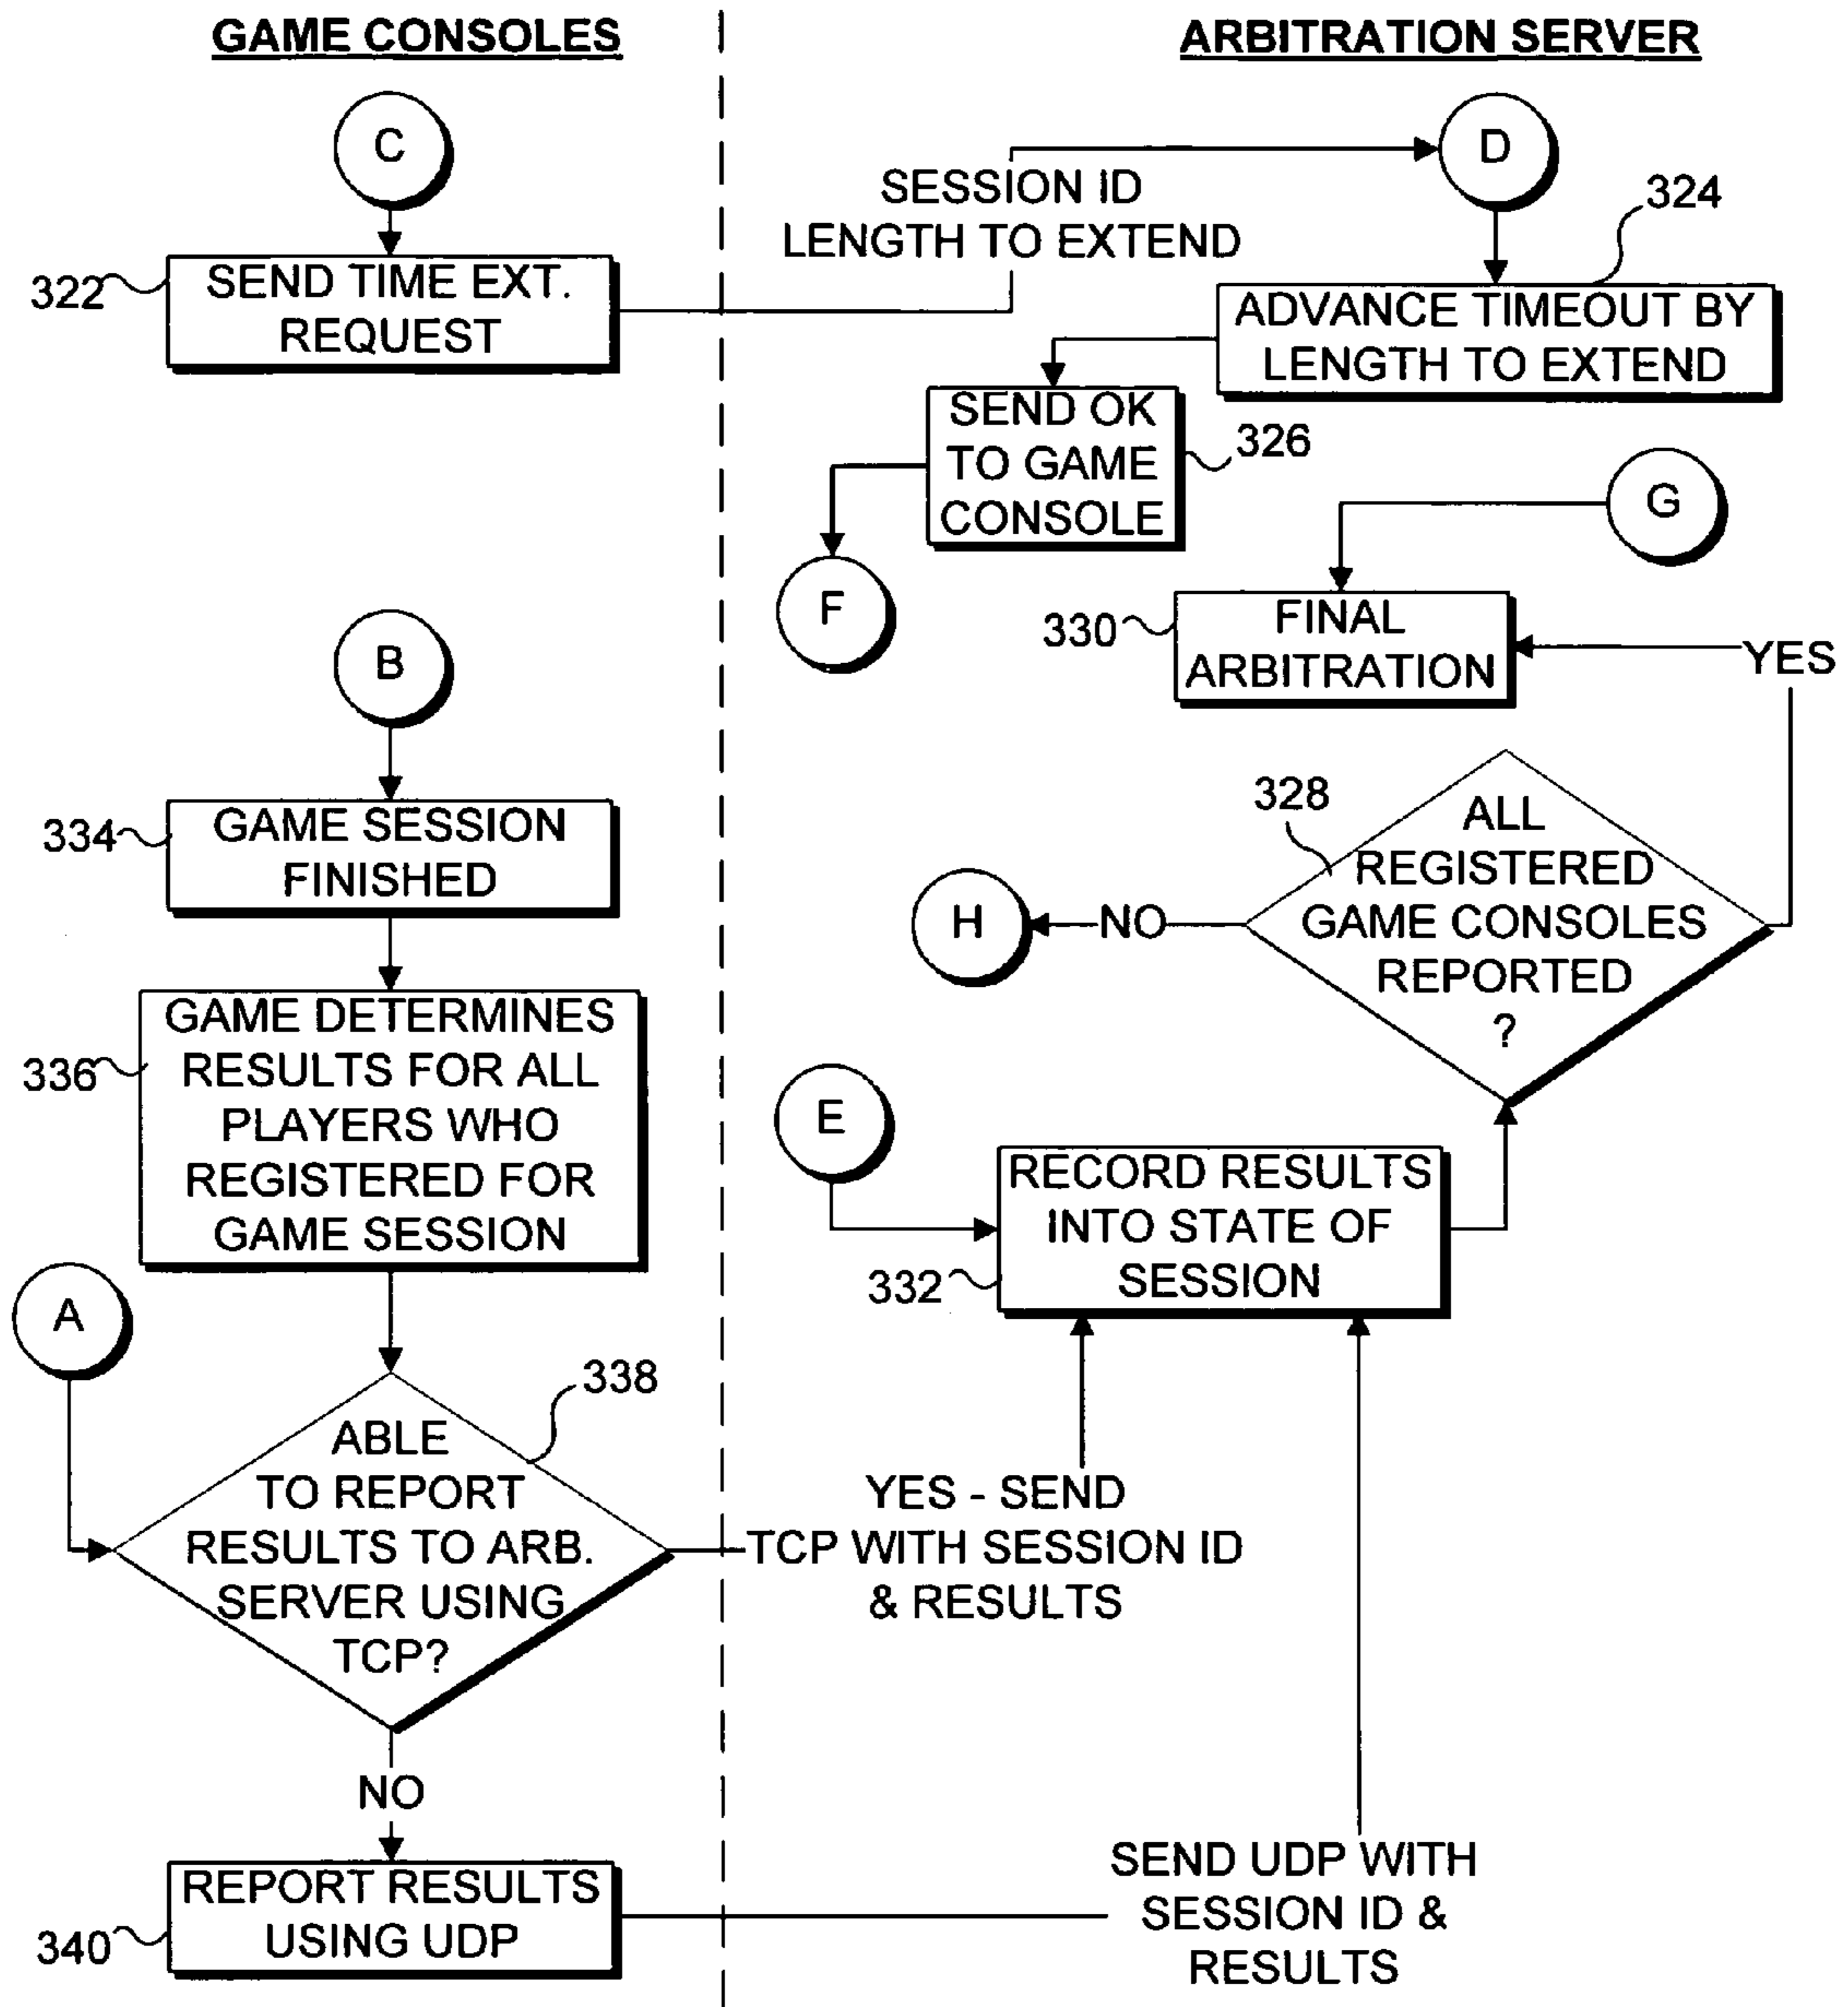 GAME CONSOLES
ARBITRATION SERVER
C
D
SESSION ID
LENGTH TO EXTEND
324
322
SEND TIME EXT.
REQUEST
ADVANCE TIMEOUT BY
LENGTH TO EXTEND
SEND OK
TO GAME
CONSOLE
326
G
F
330
FINAL
ARBITRATION
YES
B
334
GAME SESSION
FINISHED
328
ALL
REGISTERED
GAME CONSOLES
REPORTED
?
H
NO
336
GAME DETERMINES
RESULTS FOR ALL
PLAYERS WHO
REGISTERED FOR
GAME SESSION
E
RECORD RESULTS
INTO STATE OF
SESSION
332
A
338
ABLE
TO REPORT
RESULTS TO ARB.
SERVER USING
TCP?
YES - SEND
TCP WITH SESSION ID
& RESULTS
NO
340
REPORT RESULTS
USING UDP
SEND UDP WITH
SESSION ID &
RESULTS